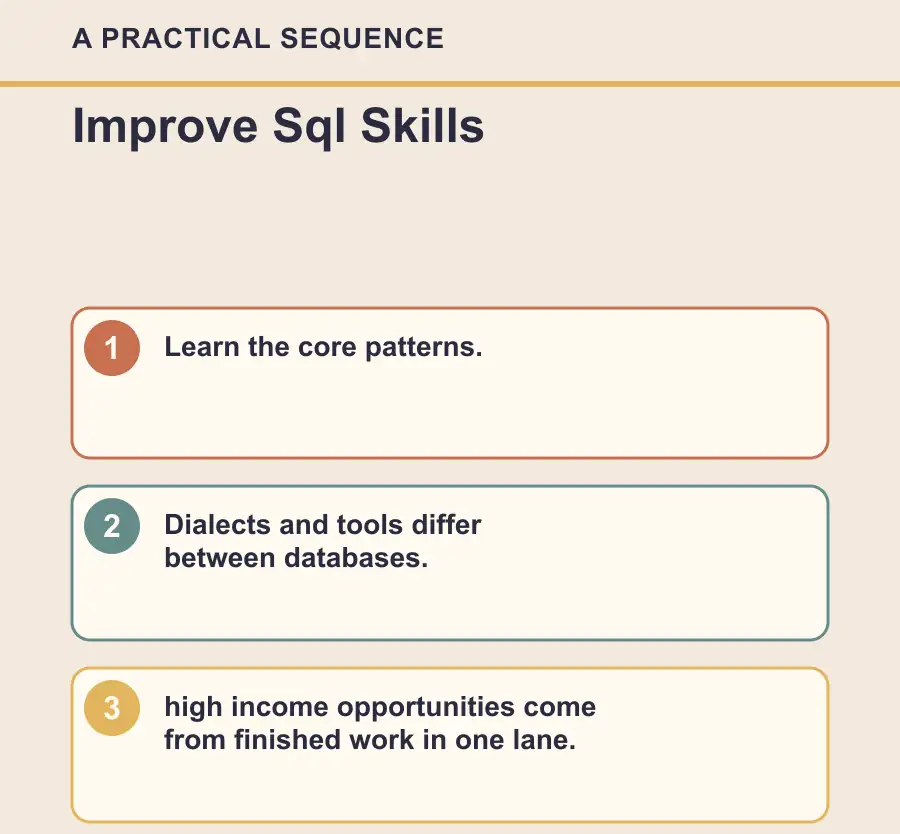 A PRACTICAL SEQUENCE
Improve Sql Skills
1 Learn the core patterns.
2 Dialects and tools differ
between databases.
3 high income opportunities come
from finished work in one lane.